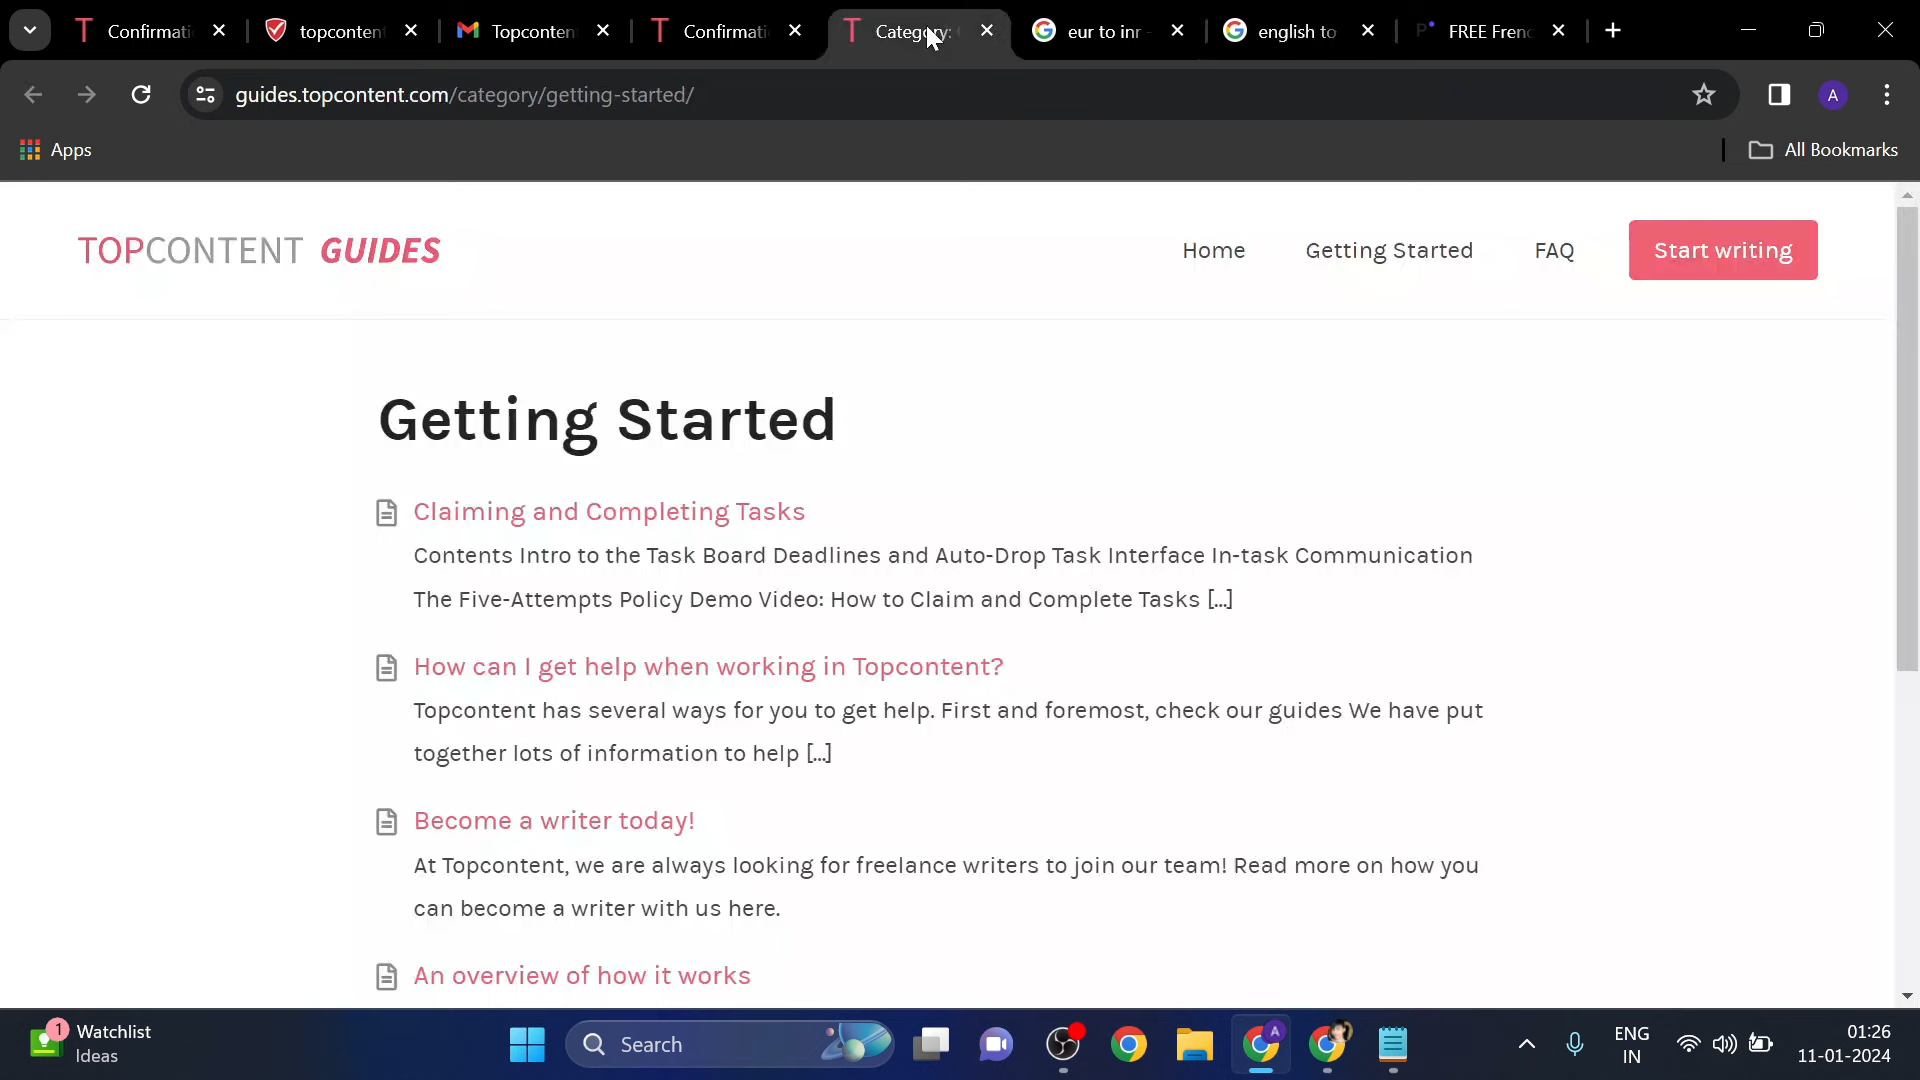 Confirmati
topconten
Topconten
Confirmati
Category:
eur to inr -
english to
FREE Fren
guides.topcontent.com/category/getting-started/
A
Apps
All Bookmarks
TOPCONTENT GUIDES
Home
Getting Started
FAQ
Start writing
Getting Started
Claiming and Completing Tasks
Contents Intro to the Task Board Deadlines and Auto-Drop Task Interface In-task Communication
The Five-Attempts Policy Demo Video: How to Claim and Complete Tasks [...]
How can I get help when working in Topcontent?
Topcontent has several ways for you to get help. First and foremost, check our guides We have put
together lots of information to help [...]
Become a writer today!
At Topcontent, we are always looking for freelance writers to join our team! Read more on how you
can become a writer with us here.
An overview of how it works
1
Watchlist
Ideas
Search
A
ENG
IN
01:26
11-01-2024